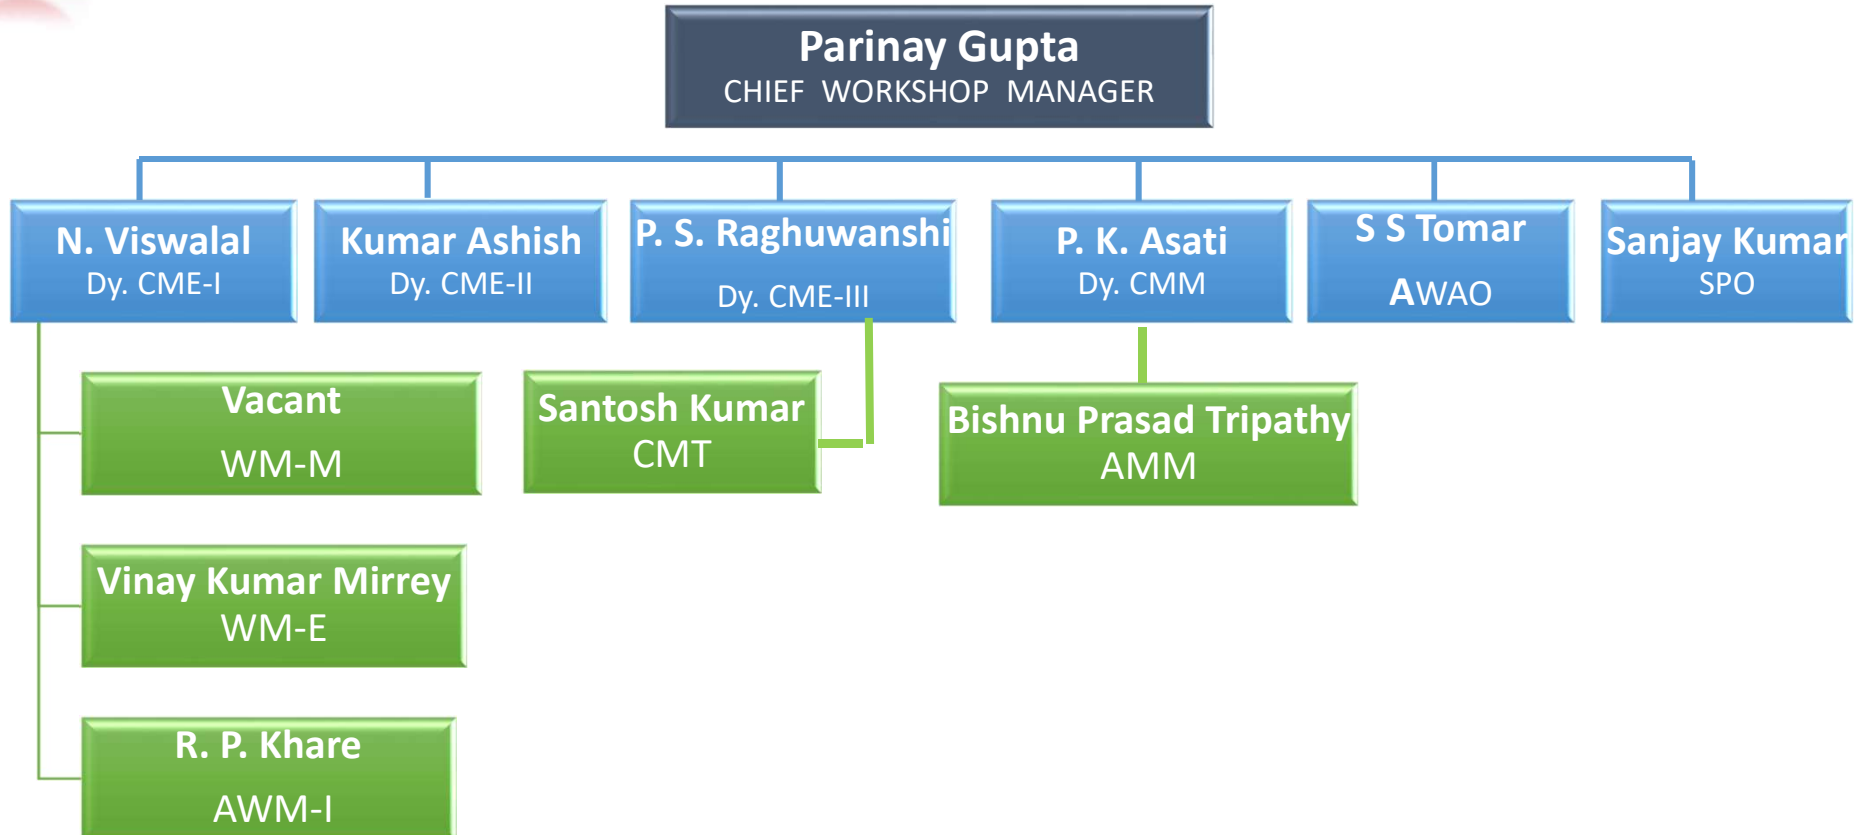 Parinay Gupta
CHIEF WORKSHOP MANAGER
N. Viswalal
Dy. CME-I
Kumar Ashish
Dy. CME-II
P. S. Raghuwanshi
Dy. CME-III
P. K. Asati
Dy. CMM
S S Tomar
AWAO
Sanjay Kumar
SPO
Vacant
WM-M
Santosh Kumar
CMT
Bishnu Prasad Tripathy
AMM
Vinay Kumar Mirrey
WM-E
R. P. Khare
AWM-I